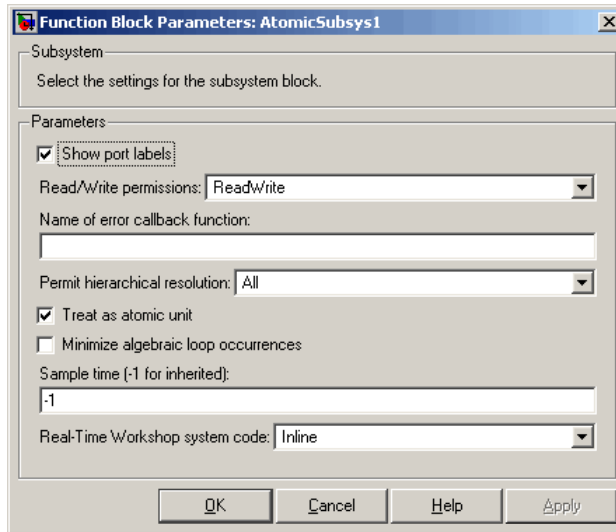 Function Block Parameters: AtomicSubsys1
Subsystem
Select the settings for the subsystem block.
Parameters
Show port labels
Read/Write permissions: ReadWrite
Name of error callback function:
Permit hierarchical resolution: All
Treat as atomic unit
Minimize algebraic loop occurrences
Sample time (-1 for inherited):
-1
Real-Time Workshop system code: Inline
OK Cancel Help Apply